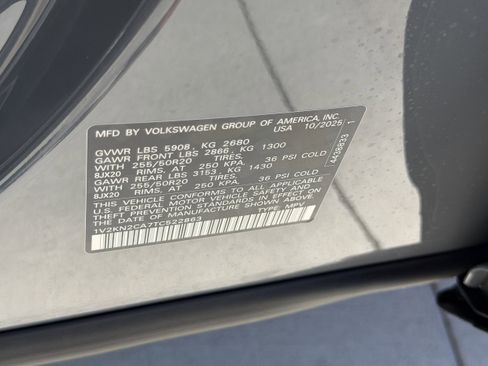 MFD BY VOLKSWAGEN GROUP OF AMERICA, INC.
USA 10/2025
GVWR LBS 5908, KG 2680
GAWR FRONT LBS 2866, KG 1300
WITH 255/50R20 TIRES,
8JX20 RIMS, AT 250 KPA, 36 PSI COLD
GAWR REAR LBS 3153, KG 1430
WITH 255/50R20 TIRES,
8JX20 RIMS, AT 250 KPA, 36 PSI COLD
THIS VEHICLE CONFORMS TO ALL APPLICABLE
U.S. FEDERAL MOTOR VEHICLE SAFETY STANDARDS IN EFFECT ON
THE DATE OF MANUFACTURE SHOWN ABOVE.
1V2KN2CA7TC522863 TYPE: MPV
4438833 1